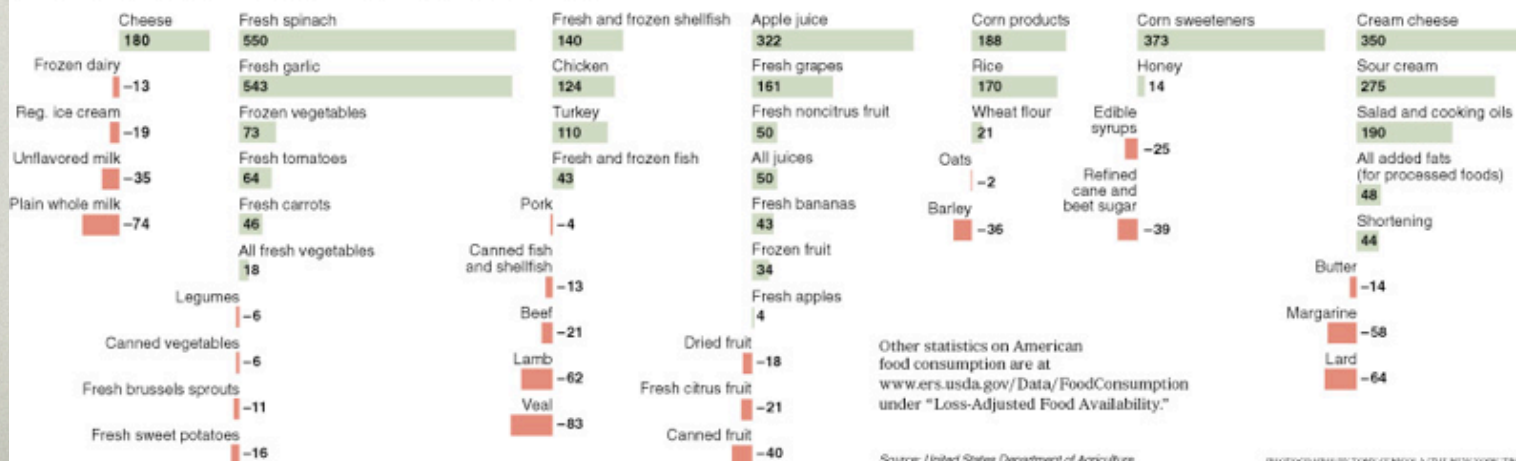 Cheese
180
Frozen dairy
–13
Reg. ice cream
–19
Unflavored milk
–35
Plain whole milk
–74
Fresh spinach
550
Fresh garlic
543
Frozen vegetables
73
Fresh tomatoes
64
Fresh carrots
46
All fresh vegetables
18
Legumes
–6
Canned vegetables
–6
Fresh brussels sprouts
–11
Fresh sweet potatoes
–16
Fresh and frozen shellfish
140
Chicken
124
Turkey
110
Fresh and frozen fish
43
Pork
–4
Canned fish
and shellfish
–13
Beef
–21
Lamb
–62
Veal
–83
Apple juice
322
Fresh grapes
161
Fresh noncitrus fruit
50
All juices
50
Fresh bananas
43
Frozen fruit
34
Fresh apples
4
Dried fruit
–18
Fresh citrus fruit
–21
Canned fruit
–40
Corn products
188
Rice
170
Wheat flour
21
Oats
–2
Barley
–36
Corn sweeteners
373
Honey
14
Edible
syrups
–25
Refined
cane and
beet sugar
–39
Cream cheese
350
Sour cream
275
Salad and cooking oils
190
All added fats
(for processed foods)
48
Shortening
44
Butter
–14
Margarine
–58
Lard
–64
Other statistics on American
food consumption are at
www.ers.usda.gov/Data/FoodConsumption
under “Loss-Adjusted Food Availability.”
Source: United States Department of Agriculture